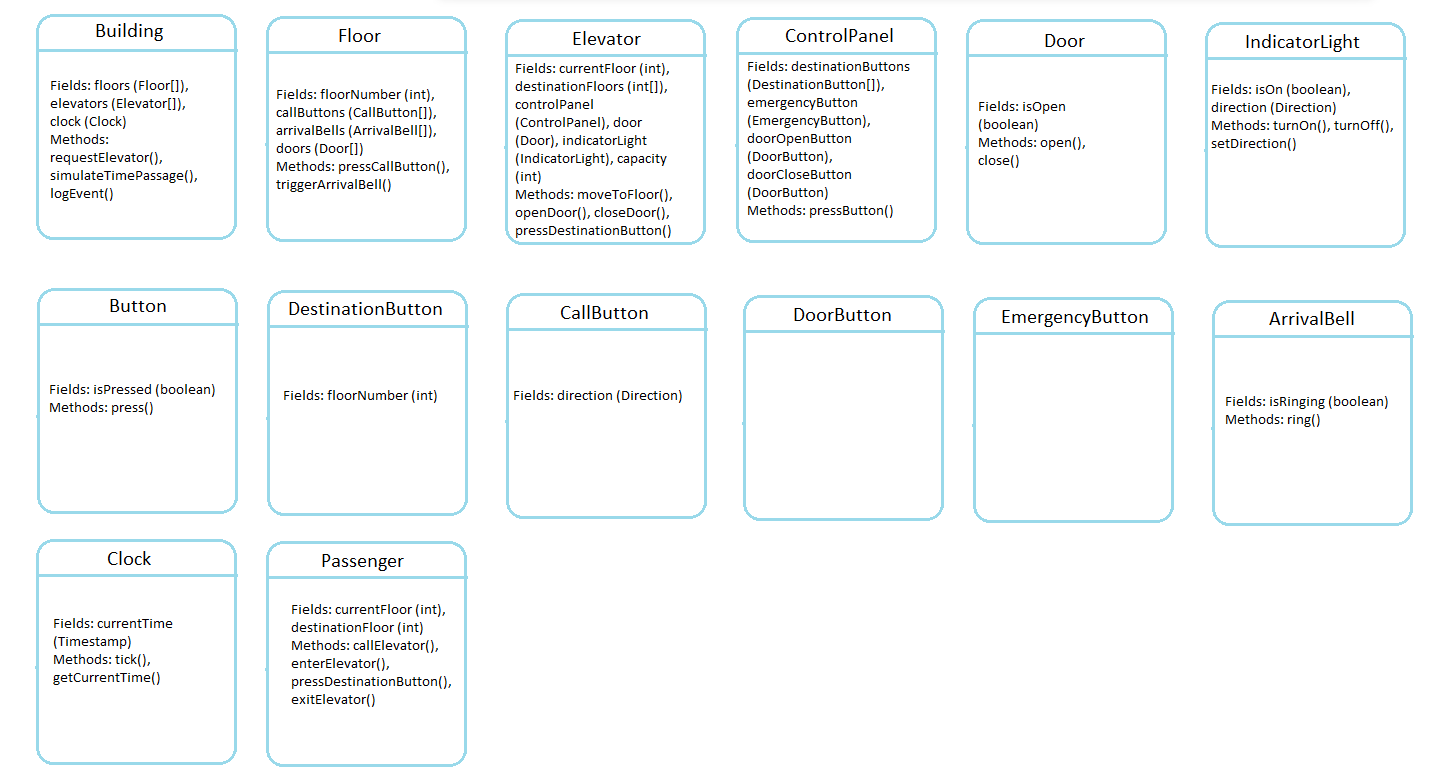 Building
Fields: floors (Floor[]),
elevators (Elevator[]),
clock (Clock)
Methods:
requestElevator(),
simulateTimePassage(),
logEvent()
Floor
Fields: floorNumber (int),
callButtons (CallButton[]),
arrivalBells (ArrivalBell[]),
doors (Door[])
Methods: pressCallButton(),
triggerArrivalBell()
Elevator
Fields: currentFloor (int),
destinationFloors (int[]),
controlPanel
(ControlPanel), door
(Door), indicatorLight
(IndicatorLight), capacity
(int)
Methods: moveToFloor(),
openDoor(), closeDoor(),
pressDestinationButton()
ControlPanel
Fields: destinationButtons
(DestinationButton[]),
emergencyButton
(EmergencyButton),
doorOpenButton
(DoorButton),
doorCloseButton
(DoorButton)
Methods: pressButton()
Door
Fields: isOpen
(boolean)
Methods: open(),
close()
IndicatorLight
Fields: isOn (boolean),
direction (Direction)
Methods: turnOn(), turnOff(),
setDirection()
Button
Fields: isPressed (boolean)
Methods: press()
DestinationButton
Fields: floorNumber (int)
CallButton
Fields: direction (Direction)
DoorButton
EmergencyButton
ArrivalBell
Fields: isRinging (boolean)
Methods: ring()
Clock
Fields: currentTime
(Timestamp)
Methods: tick(),
getCurrentTime()
Passenger
Fields: currentFloor (int),
destinationFloor (int)
Methods: callElevator(),
enterElevator(),
pressDestinationButton(),
exitElevator()